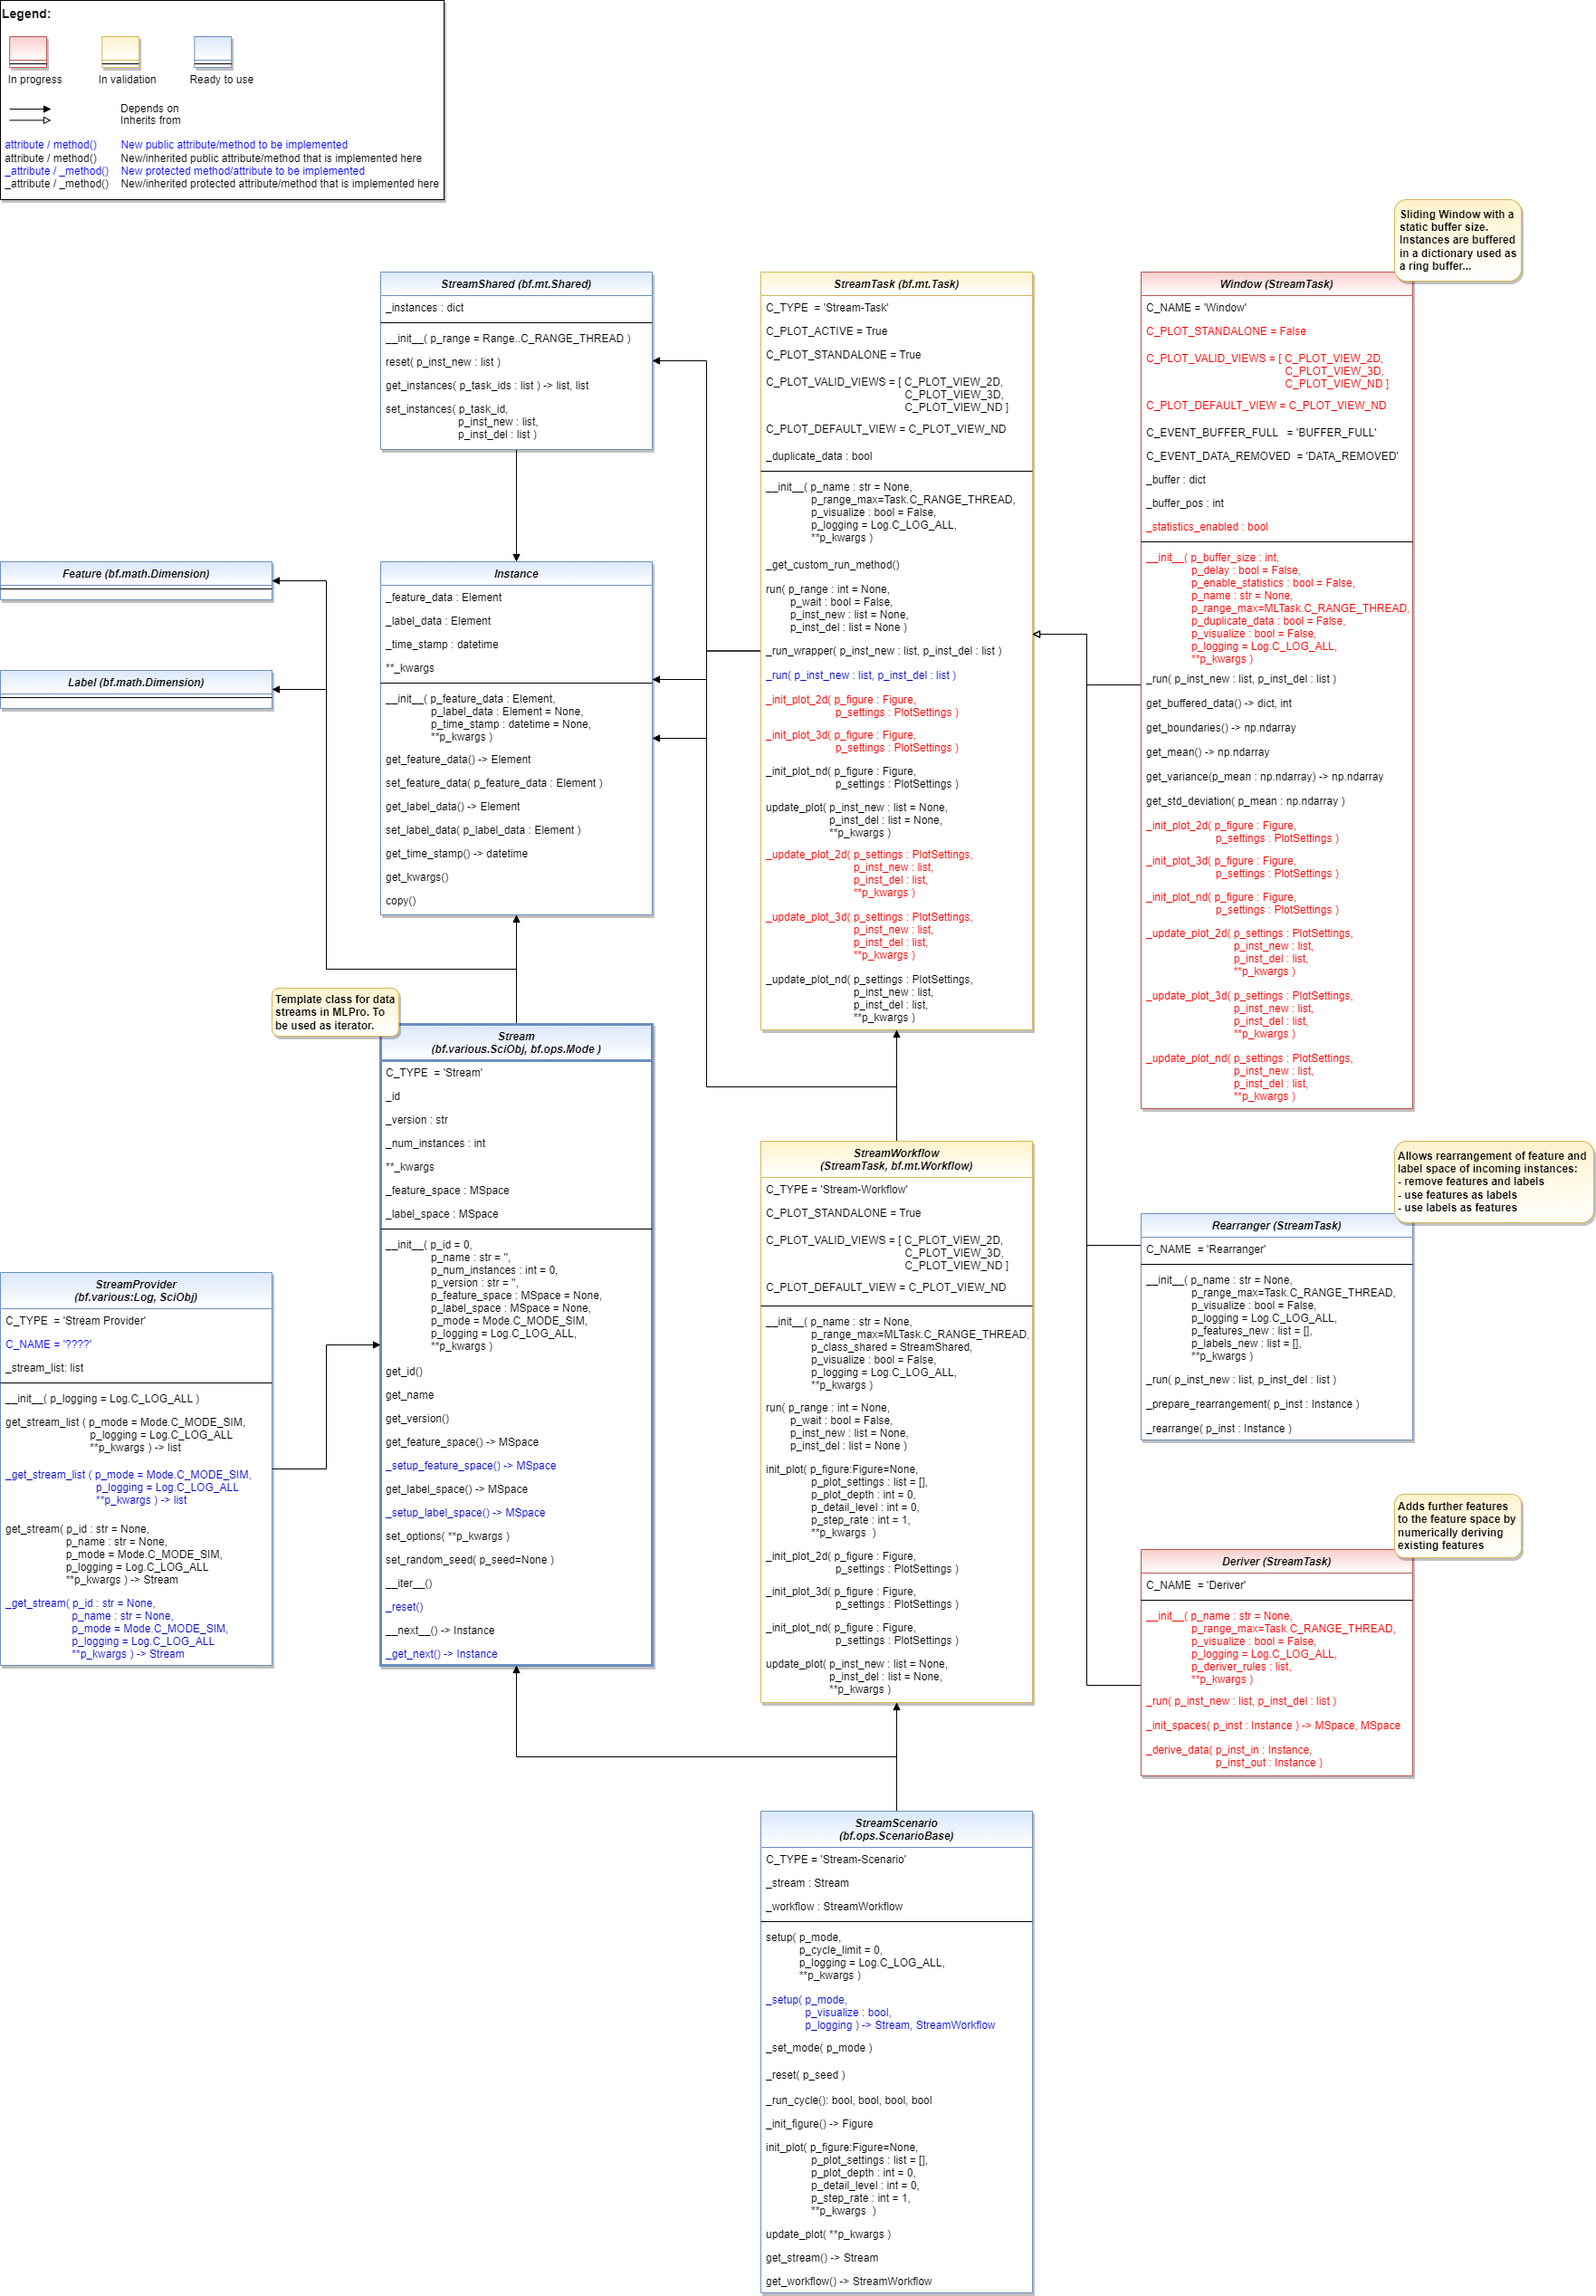 Legend:
In progress
In validation
Ready to use
Depends on
Inherits from
attribute / method() New public attribute/method to be implemented
attribute / method() New/inherited public attribute/method that is implemented here
_attribute / _method() New protected method/attribute to be implemented
_attribute / _method() New/inherited protected attribute/method that is implemented here
StreamShared (bf.mt.Shared)
_instances : dict
__init__( p_range = Range..C_RANGE_THREAD )
reset( p_inst_new : list )
get_instances( p_task_ids : list ) -> list, list
set_instances( p_task_id,
p_inst_new : list,
p_inst_del : list )
Feature (bf.math.Dimension)
Label (bf.math.Dimension)
Instance
_feature_data : Element
_label_data : Element
_time_stamp : datetime
**_kwargs
__init__( p_feature_data : Element,
p_label_data : Element = None,
p_time_stamp : datetime = None,
**p_kwargs )
get_feature_data() -> Element
set_feature_data( p_feature_data : Element )
get_label_data() -> Element
set_label_data( p_label_data : Element )
get_time_stamp() -> datetime
get_kwargs()
copy()
Template class for data
streams in MLPro. To
be used as iterator.
Stream
(bf.various.SciObj, bf.ops.Mode )
C_TYPE = 'Stream'
_id
_version : str
_num_instances : int
**_kwargs
_feature_space : MSpace
_label_space : MSpace
__init__( p_id = 0,
p_name : str = '',
p_num_instances : int = 0,
p_version : str = '',
p_feature_space : MSpace = None,
p_label_space : MSpace = None,
p_mode = Mode.C_MODE_SIM,
p_logging = Log.C_LOG_ALL,
**p_kwargs )
get_id()
get_name
get_version()
get_feature_space() -> MSpace
_setup_feature_space() -> MSpace
get_label_space() -> MSpace
_setup_label_space() -> MSpace
set_options( **p_kwargs )
set_random_seed( p_seed=None )
__iter__()
_reset()
__next__() -> Instance
_get_next() -> Instance
StreamProvider
(bf.various:Log, SciObj)
C_TYPE = 'Stream Provider'
C_NAME = '????'
_stream_list: list
__init__( p_logging = Log.C_LOG_ALL )
get_stream_list ( p_mode = Mode.C_MODE_SIM,
p_logging = Log.C_LOG_ALL
**p_kwargs ) -> list
_get_stream_list ( p_mode = Mode.C_MODE_SIM,
p_logging = Log.C_LOG_ALL
**p_kwargs ) -> list
get_stream( p_id : str = None,
p_name : str = None,
p_mode = Mode.C_MODE_SIM,
p_logging = Log.C_LOG_ALL
**p_kwargs ) -> Stream
_get_stream( p_id : str = None,
p_name : str = None,
p_mode = Mode.C_MODE_SIM,
p_logging = Log.C_LOG_ALL
**p_kwargs ) -> Stream
StreamTask (bf.mt.Task)
C_TYPE = 'Stream-Task'
C_PLOT_ACTIVE = True
C_PLOT_STANDALONE = True
C_PLOT_VALID_VIEWS = [ C_PLOT_VIEW_2D,
C_PLOT_VIEW_3D,
C_PLOT_VIEW_ND ]
C_PLOT_DEFAULT_VIEW = C_PLOT_VIEW_ND
_duplicate_data : bool
__init__( p_name : str = None,
p_range_max=Task.C_RANGE_THREAD,
p_visualize : bool = False,
p_logging = Log.C_LOG_ALL,
**p_kwargs )
_get_custom_run_method()
run( p_range : int = None,
p_wait : bool = False,
p_inst_new : list = None,
p_inst_del : list = None )
_run_wrapper( p_inst_new : list, p_inst_del : list )
_run( p_inst_new : list, p_inst_del : list )
_init_plot_2d( p_figure : Figure,
p_settings : PlotSettings )
_init_plot_3d( p_figure : Figure,
p_settings : PlotSettings )
_init_plot_nd( p_figure : Figure,
p_settings : PlotSettings )
update_plot( p_inst_new : list = None,
p_inst_del : list = None,
**p_kwargs )
_update_plot_2d( p_settings : PlotSettings,
p_inst_new : list,
p_inst_del : list,
**p_kwargs )
_update_plot_3d( p_settings : PlotSettings,
p_inst_new : list,
p_inst_del : list,
**p_kwargs )
_update_plot_nd( p_settings : PlotSettings,
p_inst_new : list,
p_inst_del : list,
**p_kwargs )
StreamWorkflow
(StreamTask, bf.mt.Workflow)
C_TYPE = 'Stream-Workflow'
C_PLOT_STANDALONE = True
C_PLOT_VALID_VIEWS = [ C_PLOT_VIEW_2D,
C_PLOT_VIEW_3D,
C_PLOT_VIEW_ND ]
C_PLOT_DEFAULT_VIEW = C_PLOT_VIEW_ND
__init__( p_name : str = None,
p_range_max=MLTask.C_RANGE_THREAD,
p_class_shared = StreamShared,
p_visualize : bool = False,
p_logging = Log.C_LOG_ALL,
**p_kwargs )
run( p_range : int = None,
p_wait : bool = False,
p_inst_new : list = None,
p_inst_del : list = None )
init_plot( p_figure:Figure=None,
p_plot_settings : list = [],
p_plot_depth : int = 0,
p_detail_level : int = 0,
p_step_rate : int = 1,
**p_kwargs )
_init_plot_2d( p_figure : Figure,
p_settings : PlotSettings )
_init_plot_3d( p_figure : Figure,
p_settings : PlotSettings )
_init_plot_nd( p_figure : Figure,
p_settings : PlotSettings )
update_plot( p_inst_new : list = None,
p_inst_del : list = None,
**p_kwargs )
StreamScenario
(bf.ops.ScenarioBase)
C_TYPE = 'Stream-Scenario'
_stream : Stream
_workflow : StreamWorkflow
setup( p_mode,
p_cycle_limit = 0,
p_logging = Log.C_LOG_ALL,
**p_kwargs )
_setup( p_mode,
p_visualize : bool,
p_logging ) -> Stream, StreamWorkflow
_set_mode( p_mode )
_reset( p_seed )
_run_cycle(): bool, bool, bool, bool
_init_figure() -> Figure
init_plot( p_figure:Figure=None,
p_plot_settings : list = [],
p_plot_depth : int = 0,
p_detail_level : int = 0,
p_step_rate : int = 1,
**p_kwargs )
update_plot( **p_kwargs )
get_stream() -> Stream
get_workflow() -> StreamWorkflow
Sliding Window with a
static buffer size.
Instances are buffered
in a dictionary used as
a ring buffer...
Window (StreamTask)
C_NAME = 'Window'
C_PLOT_STANDALONE = False
C_PLOT_VALID_VIEWS = [ C_PLOT_VIEW_2D,
C_PLOT_VIEW_3D,
C_PLOT_VIEW_ND ]
C_PLOT_DEFAULT_VIEW = C_PLOT_VIEW_ND
C_EVENT_BUFFER_FULL = 'BUFFER_FULL'
C_EVENT_DATA_REMOVED = 'DATA_REMOVED'
_buffer : dict
_buffer_pos : int
_statistics_enabled : bool
__init__( p_buffer_size : int,
p_delay : bool = False,
p_enable_statistics : bool = False,
p_name : str = None,
p_range_max=MLTask.C_RANGE_THREAD,
p_duplicate_data : bool = False,
p_visualize : bool = False,
p_logging = Log.C_LOG_ALL,
**p_kwargs )
_run( p_inst_new : list, p_inst_del : list )
get_buffered_data() -> dict, int
get_boundaries() -> np.ndarray
get_mean() -> np.ndarray
get_variance(p_mean : np.ndarray) -> np.ndarray
get_std_deviation( p_mean : np.ndarray )
_init_plot_2d( p_figure : Figure,
p_settings : PlotSettings )
_init_plot_3d( p_figure : Figure,
p_settings : PlotSettings )
_init_plot_nd( p_figure : Figure,
p_settings : PlotSettings )
_update_plot_2d( p_settings : PlotSettings,
p_inst_new : list,
p_inst_del : list,
**p_kwargs )
_update_plot_3d( p_settings : PlotSettings,
p_inst_new : list,
p_inst_del : list,
**p_kwargs )
_update_plot_nd( p_settings : PlotSettings,
p_inst_new : list,
p_inst_del : list,
**p_kwargs )
Allows rearrangement of feature and
label space of incoming instances:
- remove features and labels
- use features as labels
- use labels as features
Rearranger (StreamTask)
C_NAME = 'Rearranger'
__init__( p_name : str = None,
p_range_max=Task.C_RANGE_THREAD,
p_visualize : bool = False,
p_logging = Log.C_LOG_ALL,
p_features_new : list = [],
p_labels_new : list = [],
**p_kwargs )
_run( p_inst_new : list, p_inst_del : list )
_prepare_rearrangement( p_inst : Instance )
_rearrange( p_inst : Instance )
Adds further features
to the feature space by
numerically deriving
existing features
Deriver (StreamTask)
C_NAME = 'Deriver'
__init__( p_name : str = None,
p_range_max=Task.C_RANGE_THREAD,
p_visualize : bool = False,
p_logging = Log.C_LOG_ALL,
p_deriver_rules : list,
**p_kwargs )
_run( p_inst_new : list, p_inst_del : list )
_init_spaces( p_inst : Instance ) -> MSpace, MSpace
_derive_data( p_inst_in : Instance,
p_inst_out : Instance )